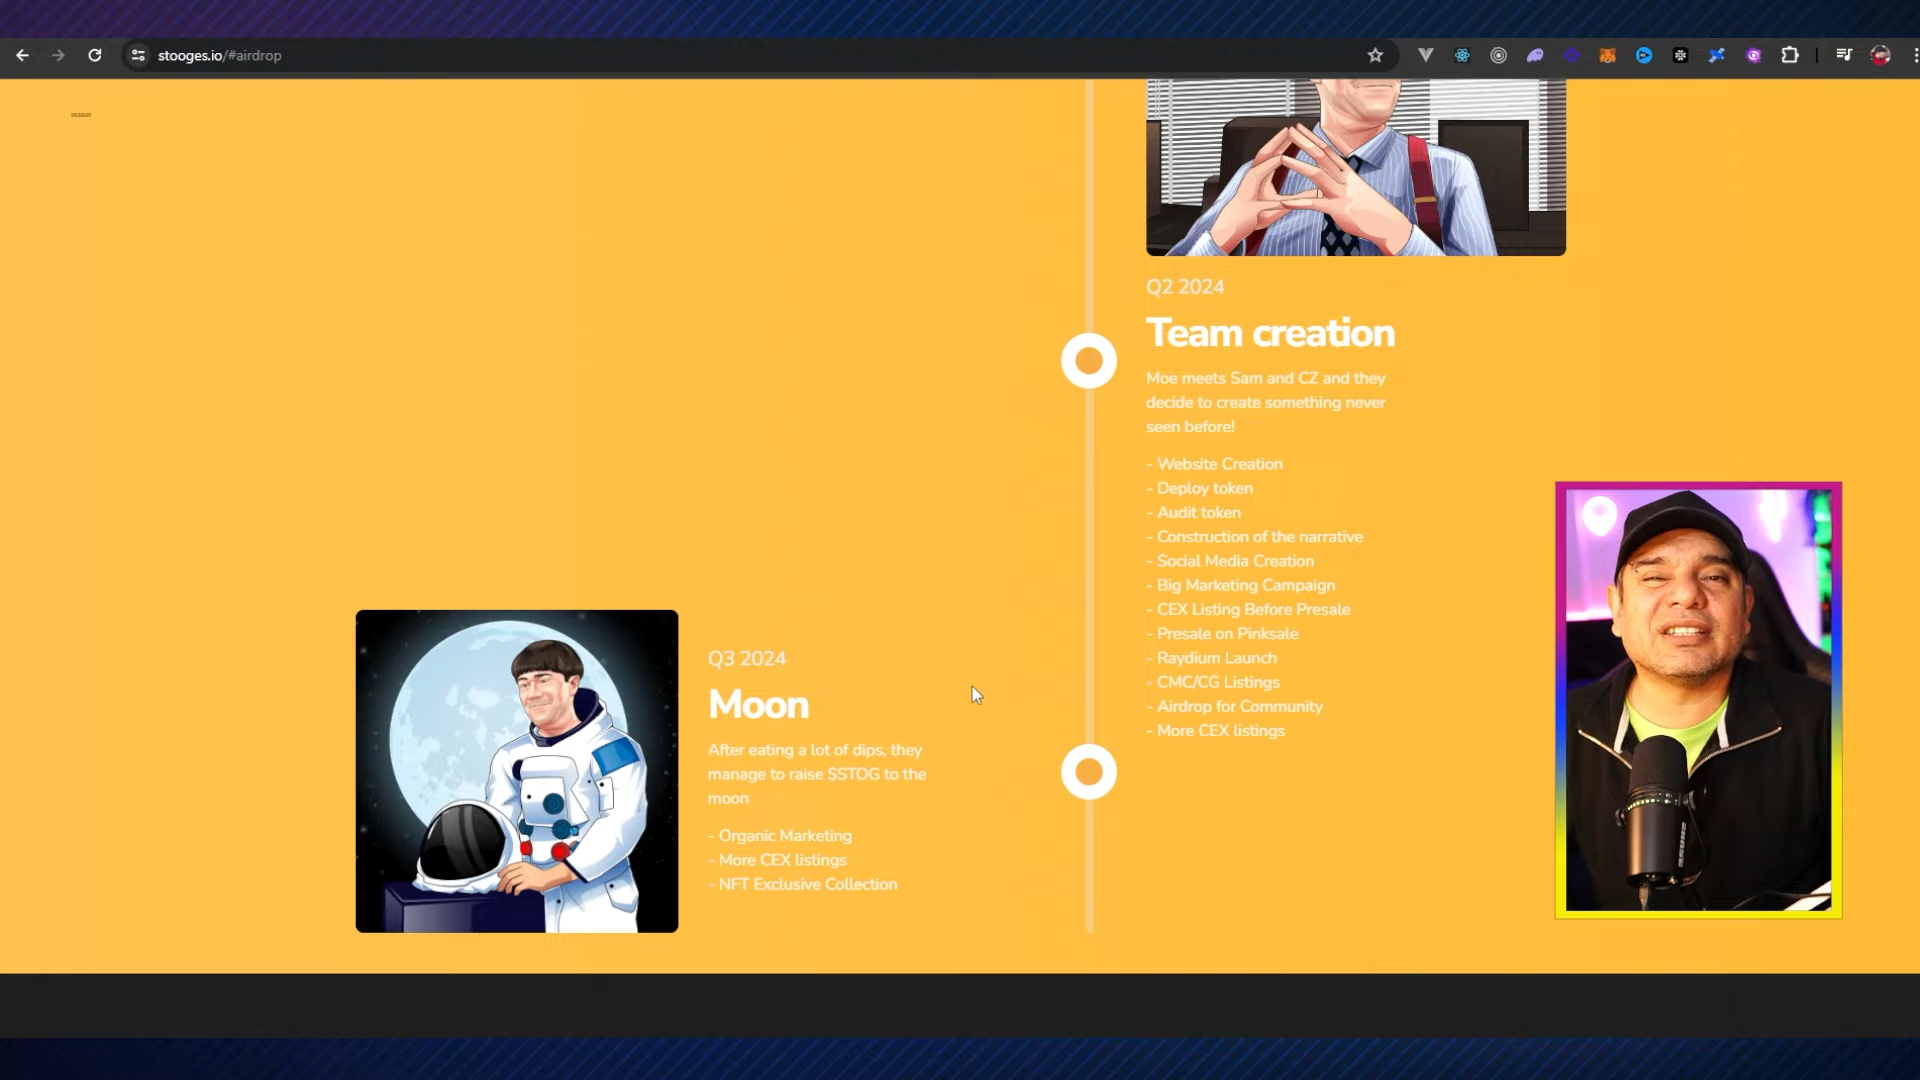 stooges.io/#airdrop
Q2 2024
Team creation
Moe meets Sam and CZ and they
decide to create something never
seen before!
- Website Creation
- Deploy token
- Audit token
- Construction of the narrative
- Social Media Creation
- Big Marketing Campaign
- CEX Listing Before Presale
- Presale on Pinksale
- Raydium Launch
- CMC/CG Listings
- Airdrop for Community
- More CEX listings
Q3 2024
Moon
After eating a lot of dips, they
manage to raise $STOG to the
moon
- Organic Marketing
- More CEX listings
- NFT Exclusive Collection